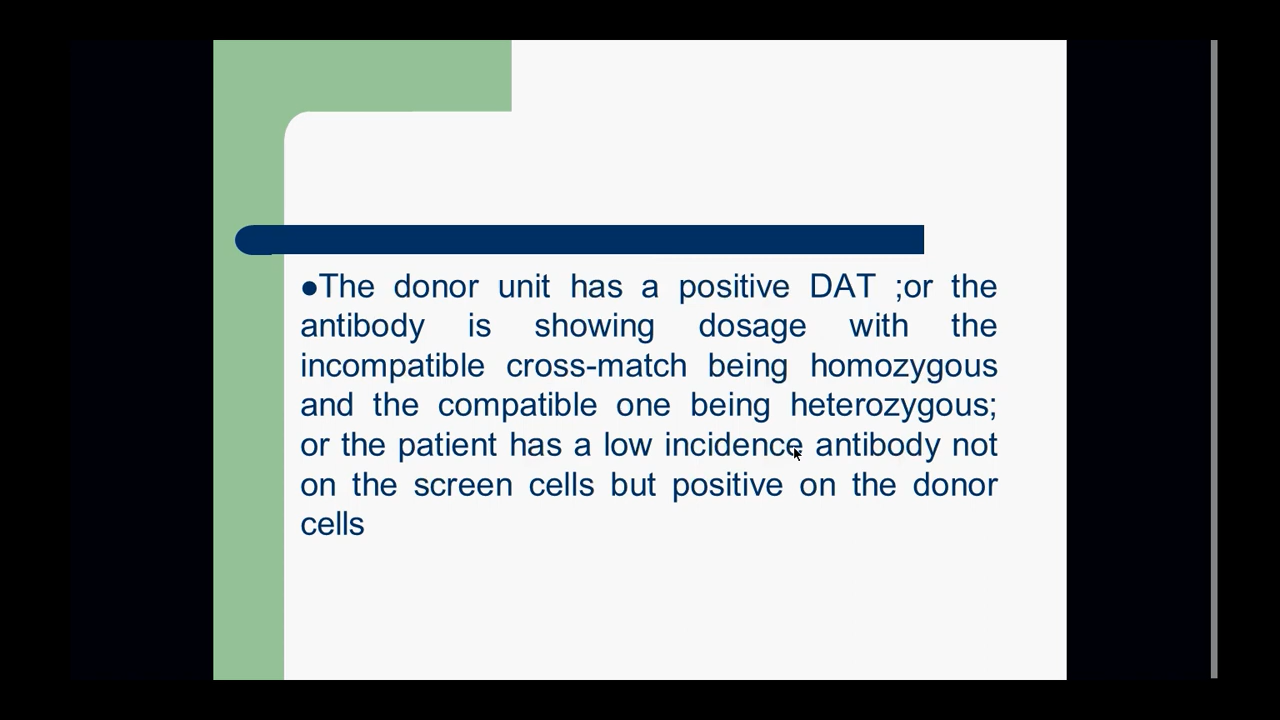 ●The donor unit has a positive DAT ;or the
antibody is showing dosage with the
incompatible cross-match being homozygous
and the compatible one being heterozygous;
or the patient has a low incidence antibody not
on the screen cells but positive on the donor
cells